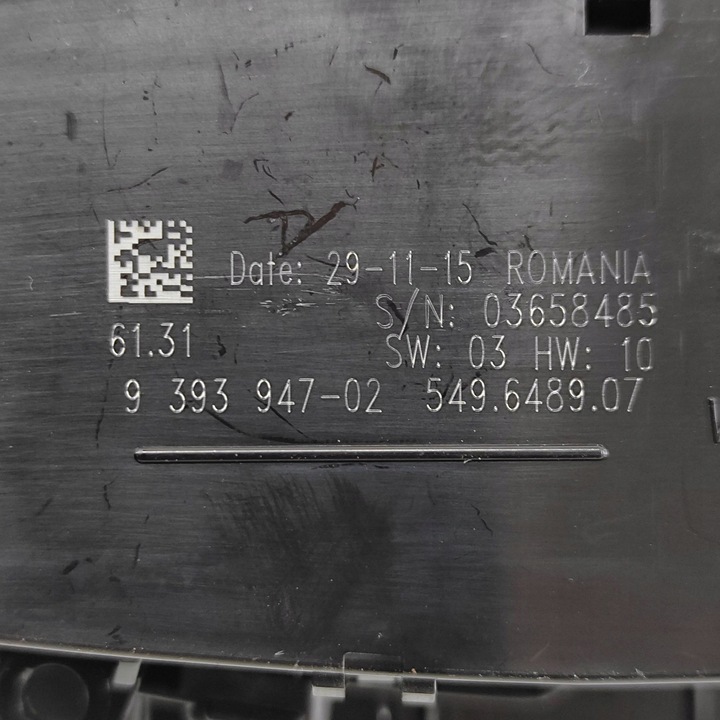 Date: 29-11-15 ROMANIA
S/N: 03658485
61.31 SW: 03 HW: 10
9 393 947-02 549.6489.07